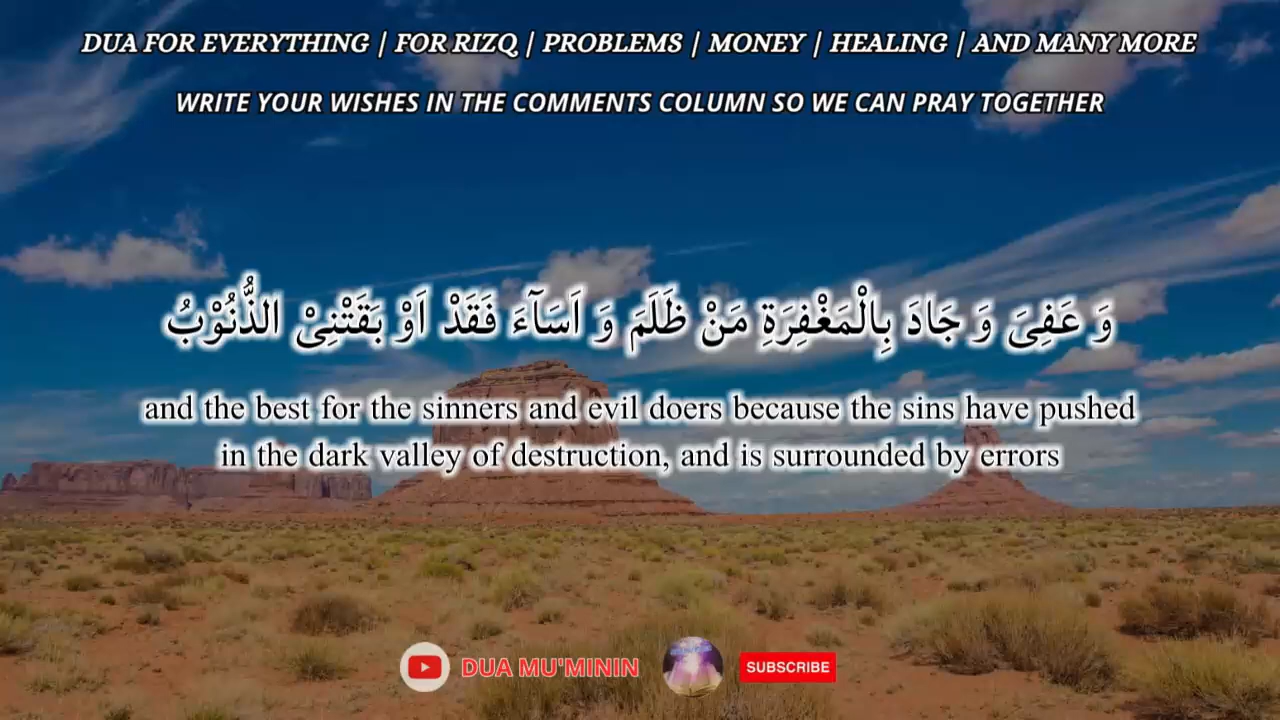 DUA FOR EVERYTHING | FOR RIZQ | PROBLEMS | MONEY | HEALING | AND MANY MORE
WRITE YOUR WISHES IN THE COMMENTS COLUMN SO WE CAN PRAY TOGETHER
وَ عَفِىَ وَ جَادَ بِالْمَغْفِرَةِ مَنْ ظَلَمَ وَ اَسَآءَ فَقَدْ اَوْ بَقَتْنِىْ الذُّنُوْبُ
and the best for the sinners and evil doers because the sins have pushed
in the dark valley of destruction, and is surrounded by errors
DUA MU'MININ
SUBSCRIBE